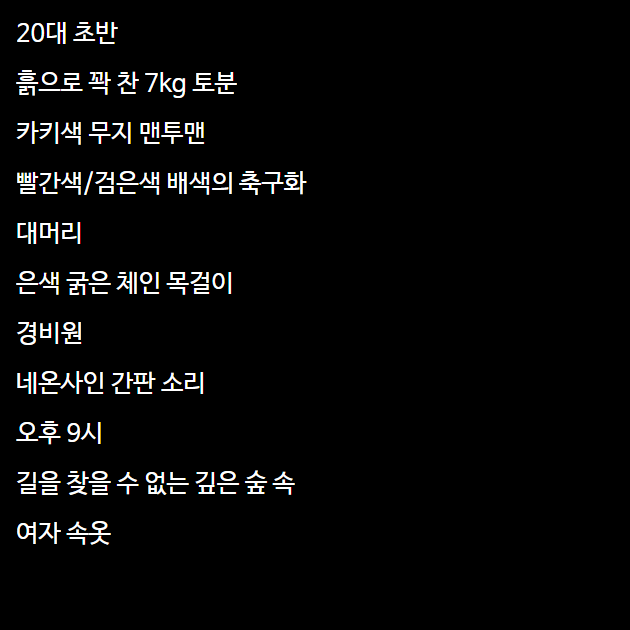 20대 초반
흙으로 꽉 찬 7kg 토분
카키색 무지 맨투맨
빨간색/검은색 배색의 축구화
대머리
은색 굵은 체인 목걸이
경비원
네온사인 간판 소리
오후 9시
길을 찾을 수 없는 깊은 숲 속
여자 속옷